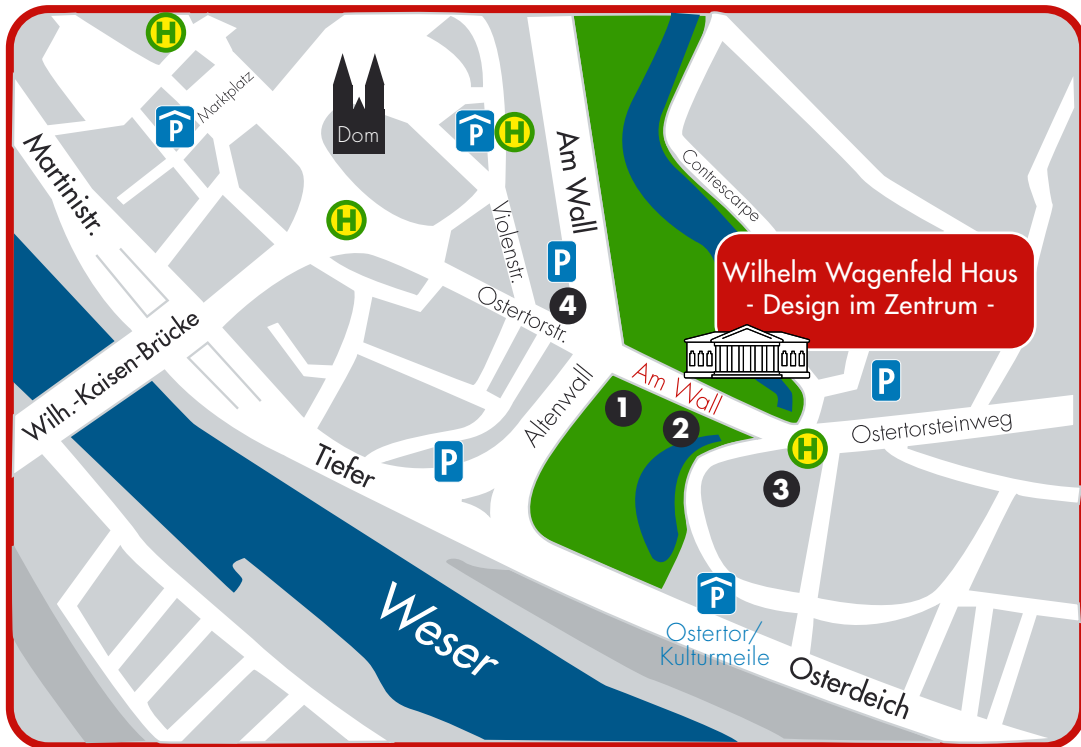 H
Marktplatz
P
Dom
P
H
Am Wall
Martinistr.
Contrescarpe
H
Violenstr.
P
Wilhelm Wagenfeld Haus
- Design im Zentrum -
4
Ostertorstr.
Wilh.-Kaisen-Brücke
Am Wall
P
1
2
Altenwall
Ostertorsteinweg
H
Tiefer
P
3
Weser
P
Ostertor/
Kulturmeile
Osterdeich